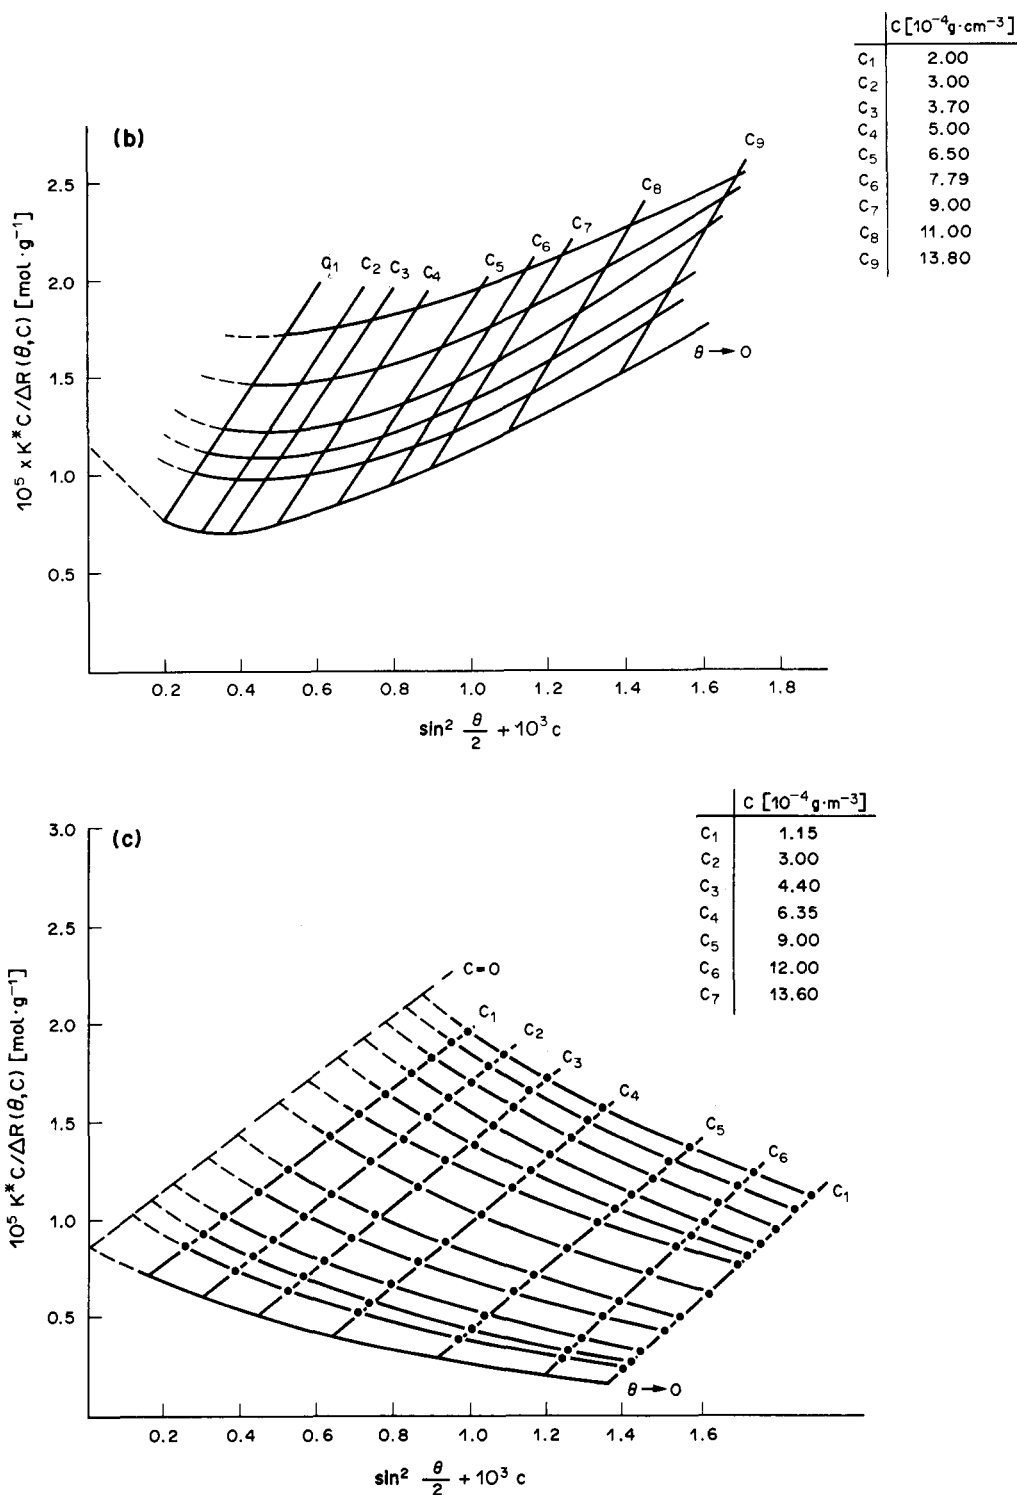 C [10⁻⁴g·cm⁻³]
C₁ 2.00
C₂ 3.00
C₃ 3.70
C₄ 5.00
C₅ 6.50
C₆ 7.79
C₇ 9.00
C₈ 11.00
C₉ 13.80
(b)
10⁵ x K*C/ΔR(θ,C) [mol·g⁻¹]
2.5
2.0
1.5
1.0
0.5
C₁ C₂ C₃ C₄ C₅ C₆ C₇ C₈ C₉
θ→0
0.2 0.4 0.6 0.8 1.0 1.2 1.4 1.6 1.8
sin² θ/2 + 10³c
C [10⁻⁴g·m⁻³]
C₁ 1.15
C₂ 3.00
C₃ 4.40
C₄ 6.35
C₅ 9.00
C₆ 12.00
C₇ 13.60
(c)
10⁵ K*C/ΔR(θ,C) [mol·g⁻¹]
3.0
2.5
2.0
1.5
1.0
0.5
C=0
C₁ C₂ C₃ C₄ C₅ C₆ C₁
θ→0
0.2 0.4 0.6 0.8 1.0 1.2 1.4 1.6
sin² θ/2 + 10³c